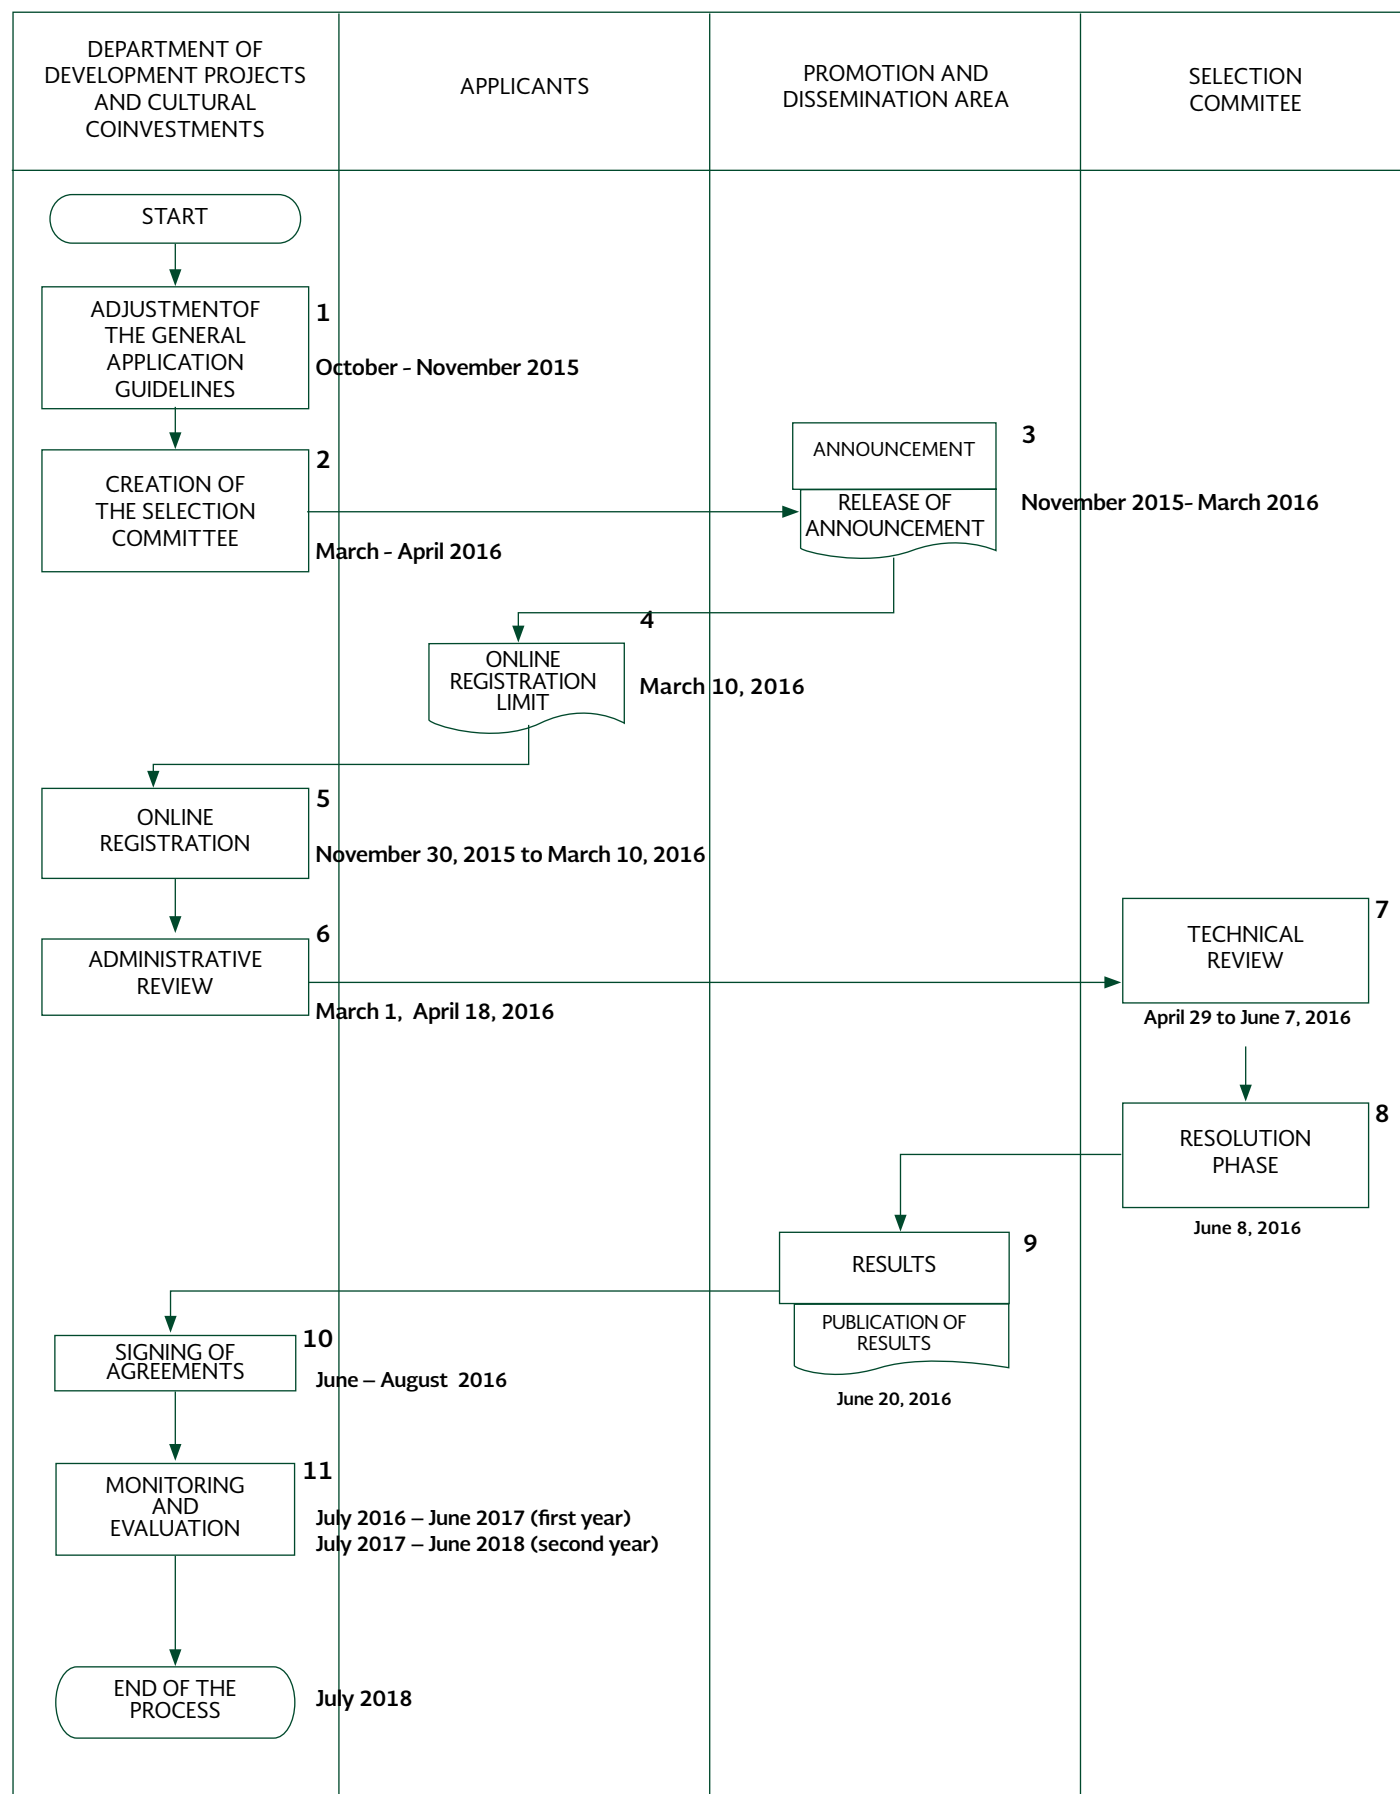 DEPARTMENT OF
DEVELOPMENT PROJECTS
AND CULTURAL
COINVESTMENTS
APPLICANTS
PROMOTION AND
DISSEMINATION AREA
SELECTION
COMMITEE
START
ADJUSTMENTOF
THE GENERAL
APPLICATION
GUIDELINES
1
October - November 2015
CREATION OF
THE SELECTION
COMMITTEE
2
March - April 2016
ANNOUNCEMENT
RELEASE OF
ANNOUNCEMENT
3
November 2015- March 2016
4
ONLINE
REGISTRATION
LIMIT
March 10, 2016
ONLINE
REGISTRATION
5
November 30, 2015 to March 10, 2016
ADMINISTRATIVE
REVIEW
6
March 1, April 18, 2016
TECHNICAL
REVIEW
7
April 29 to June 7, 2016
RESOLUTION
PHASE
8
June 8, 2016
RESULTS
9
PUBLICATION OF
RESULTS
June 20, 2016
SIGNING OF
AGREEMENTS
10
June – August 2016
MONITORING
AND
EVALUATION
11
July 2016 – June 2017 (first year)
July 2017 – June 2018 (second year)
END OF THE
PROCESS
July 2018